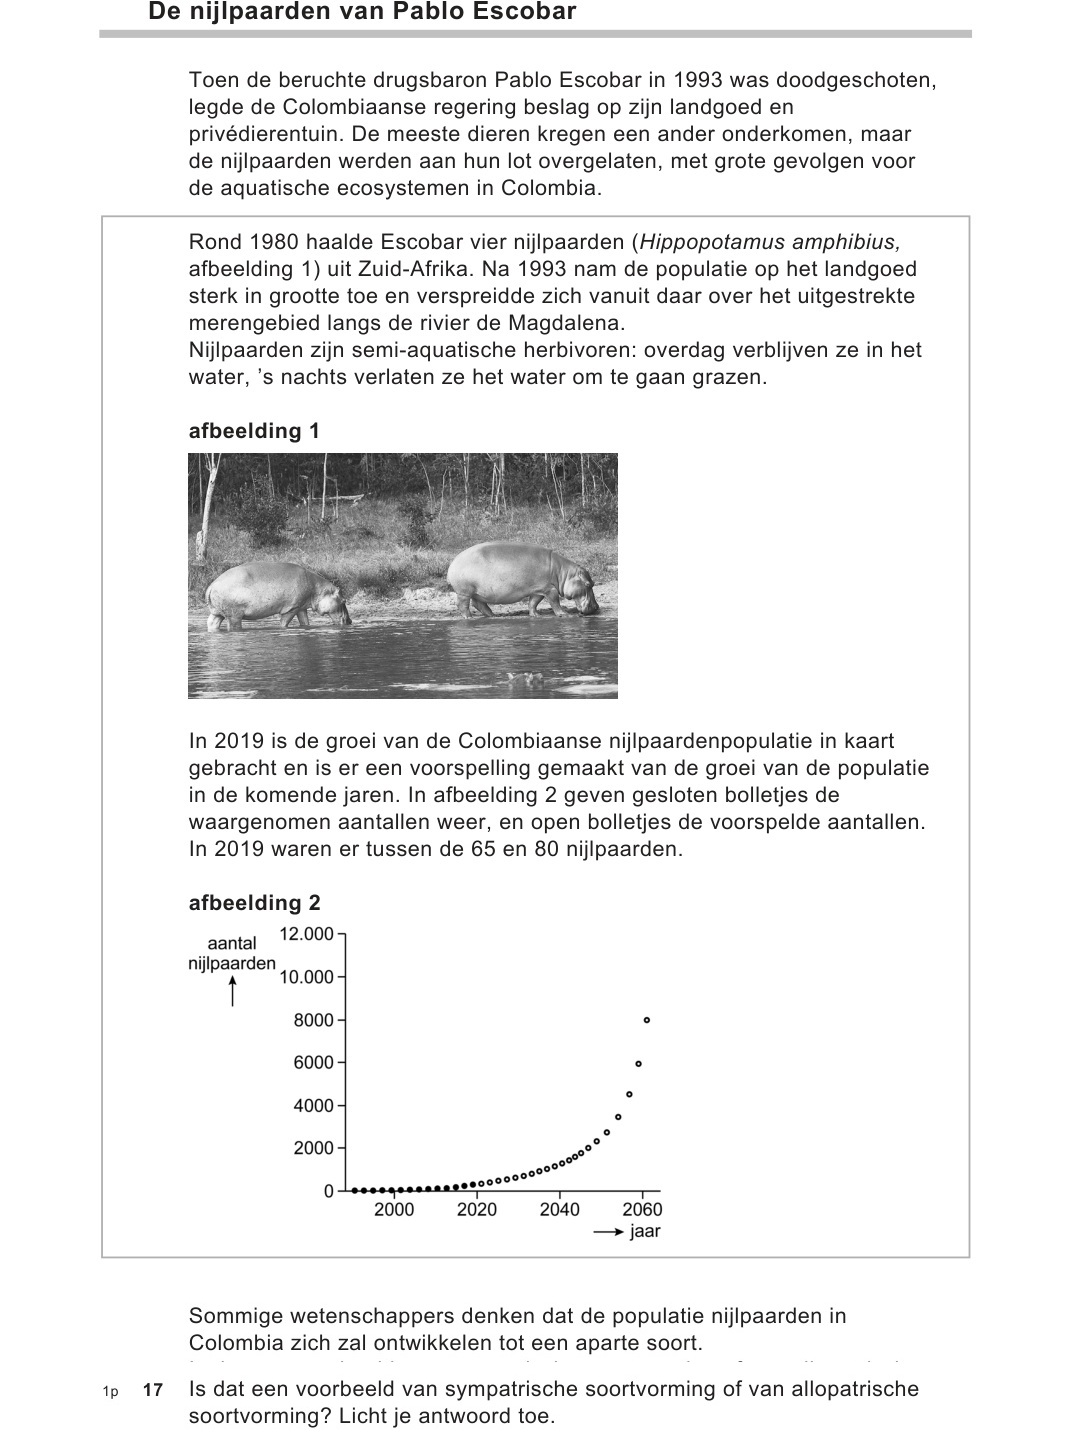 De nijlpaarden van Pablo Escobar
Toen de beruchte drugsbaron Pablo Escobar in 1993 was doodgeschoten,
legde de Colombiaanse regering beslag op zijn landgoed en
privédierentuin. De meeste dieren kregen een ander onderkomen, maar
de nijlpaarden werden aan hun lot overgelaten, met grote gevolgen voor
de aquatische ecosystemen in Colombia.
Rond 1980 haalde Escobar vier nijlpaarden (Hippopotamus amphibius,
afbeelding 1) uit Zuid-Afrika. Na 1993 nam de populatie op het landgoed
sterk in grootte toe en verspreidde zich vanuit daar over het uitgestrekte
merengebied langs de rivier de Magdalena.
Nijlpaarden zijn semi-aquatische herbivoren: overdag verblijven ze in het
water, ’s nachts verlaten ze het water om te gaan grazen.
afbeelding 1
In 2019 is de groei van de Colombiaanse nijlpaardenpopulatie in kaart
gebracht en is er een voorspelling gemaakt van de groei van de populatie
in de komende jaren. In afbeelding 2 geven gesloten bolletjes de
waargenomen aantallen weer, en open bolletjes de voorspelde aantallen.
In 2019 waren er tussen de 65 en 80 nijlpaarden.
afbeelding 2
aantal
nijlpaarden
12.000
10.000
8000
6000
4000
2000
0
2000 2020 2040 2060
jaar
Sommige wetenschappers denken dat de populatie nijlpaarden in
Colombia zich zal ontwikkelen tot een aparte soort.
1p 17 Is dat een voorbeeld van sympatrische soortvorming of van allopatrische
soortvorming? Licht je antwoord toe.